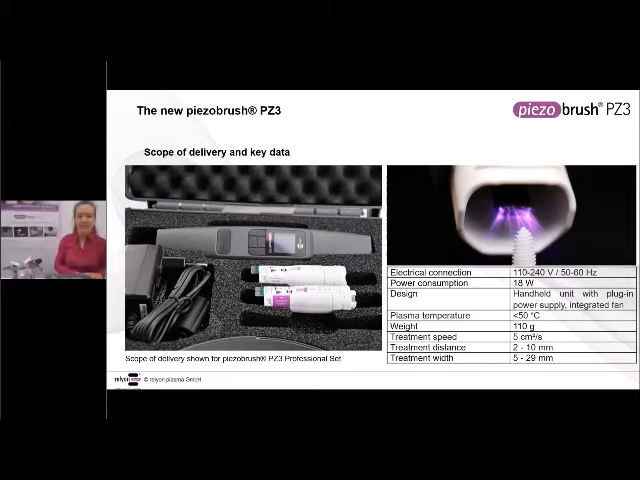 The new piezobrush® PZ3
piezobrush® PZ3
Scope of delivery and key data
Electrical connection 110-240 V / 50-60 Hz
Power consumption 18 W
Design Handheld unit with plug-in
power supply, integrated fan
Plasma temperature <50 °C
Weight 110 g
Treatment speed 5 cm²/s
Treatment distance 2 - 10 mm
Treatment width 5 - 29 mm
Scope of delivery shown for piezobrush® PZ3 Professional Set
relyon © relyon plasma GmbH